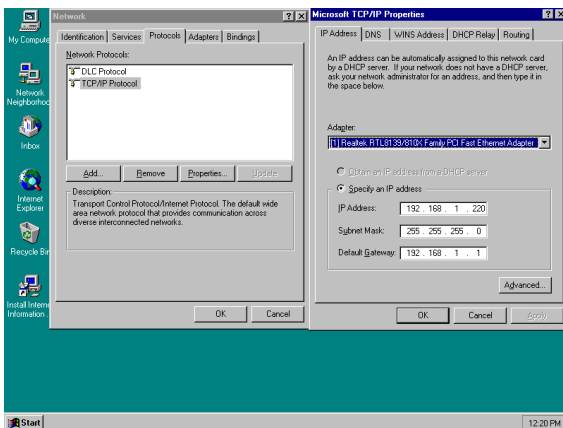 My Compute
Network
Neighborhoo
Inbox
Internet
Explorer
Recycle Bin
Install Interne
Information .
Network
Identification Services Protocols Adapters Bindings
Network Protocols:
DLC Protocol
TCP/IP Protocol
Add... Remove Properties... Update
Description:
Transport Control Protocol/Internet Protocol. The default wide
area network protocol that provides communication across
diverse interconnected networks.
OK Cancel
Microsoft TCP/IP Properties
IP Address DNS WINS Address DHCP Relay Routing
An IP address can be automatically assigned to this network card
by a DHCP server. If your network does not have a DHCP server,
ask your network administrator for an address, and then type it in
the space below.
Adapter:
[1] Realtek RTL8139/810X Family PCI Fast Ethernet Adapter
Obtain an IP address from a DHCP server
Specify an IP address
IP Address: 192 . 168 . 1 . 220
Subnet Mask: 255 . 255 . 255 . 0
Default Gateway: 192 . 168 . 1 . 1
Advanced...
OK Cancel Apply
Start 12:20 PM